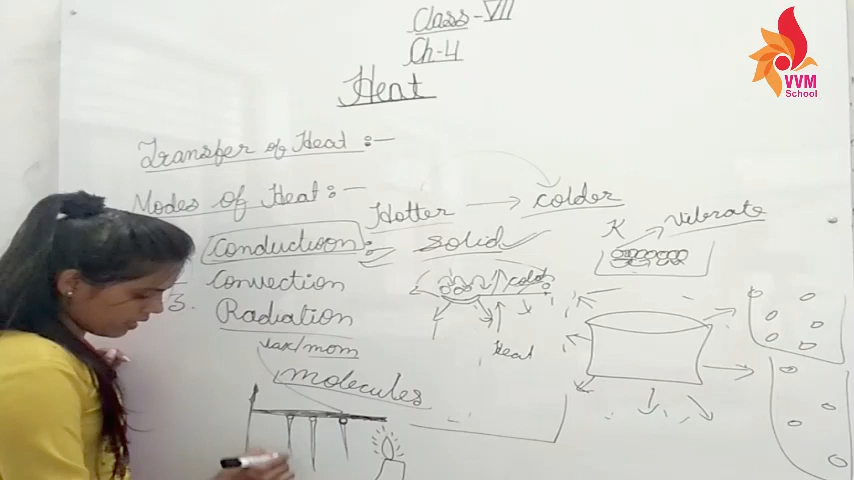 Class-VII
Ch-4
Heat
VVM
School
Transfer of Heat:-
Modes of Heat:-
Hotter → colder
Conduction:- solid ✓
K Vibrate
3. Convection
colder
Radiation
Heat
wax/mom
molecules